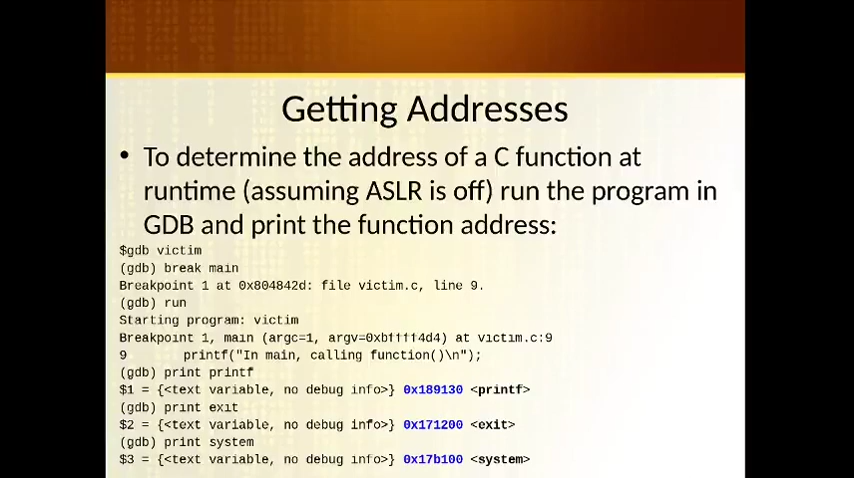 Getting Addresses
• To determine the address of a C function at
runtime (assuming ASLR is off) run the program in
GDB and print the function address:
$gdb victim
(gdb) break main
Breakpoint 1 at 0x804842d: file victim.c, line 9.
(gdb) run
Starting program: victim
Breakpoint 1, main (argc=1, argv=0xbffff4d4) at victim.c:9
9 printf("In main, calling function()\n");
(gdb) print printf
$1 = {<text variable, no debug info>} 0x189130 <printf>
(gdb) print exit
$2 = {<text variable, no debug info>} 0x171200 <exit>
(gdb) print system
$3 = {<text variable, no debug info>} 0x17b100 <system>